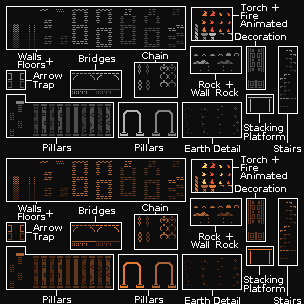 Torch +
Fire
Animated
Decoration
Walls
Floors+
Bridges
Chain
Arrow
Trap
Rock +
Wall Rock
Stacking
Platform
Stairs
Pillars
Pillars
Earth Detail
Torch +
Fire
Animated
Decoration
Walls
Floors+
Bridges
Chain
Arrow
Trap
Rock +
Wall Rock
Stacking
Platform
Stairs
Pillars
Pillars
Earth Detail